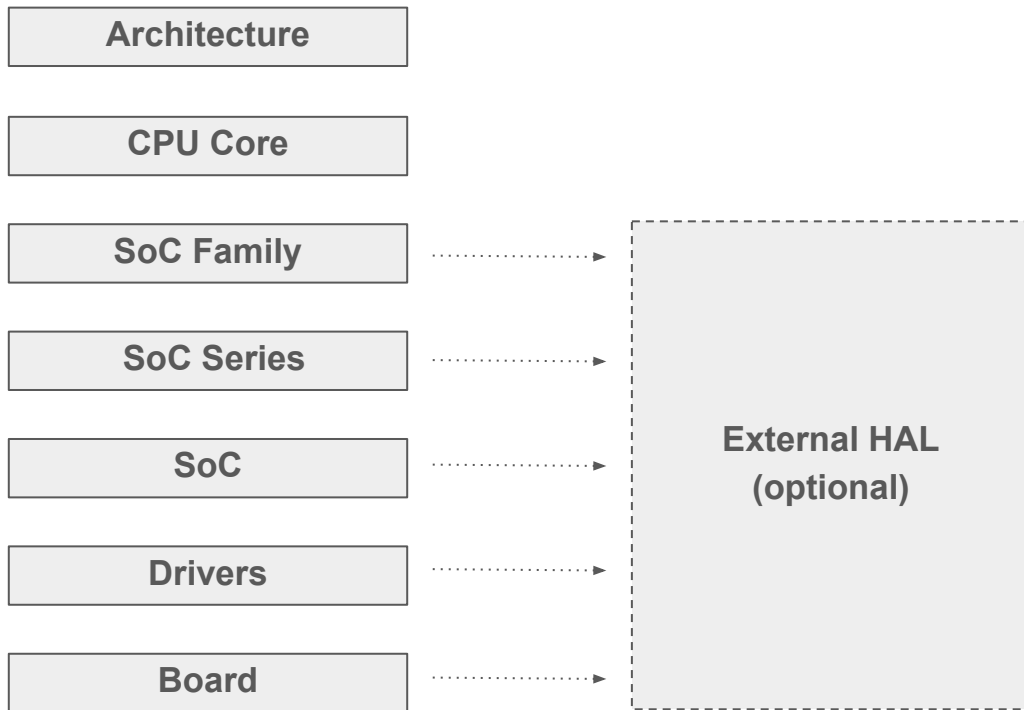 Architecture
CPU Core
SoC Family
SoC Series
SoC
Drivers
Board
External HAL
(optional)